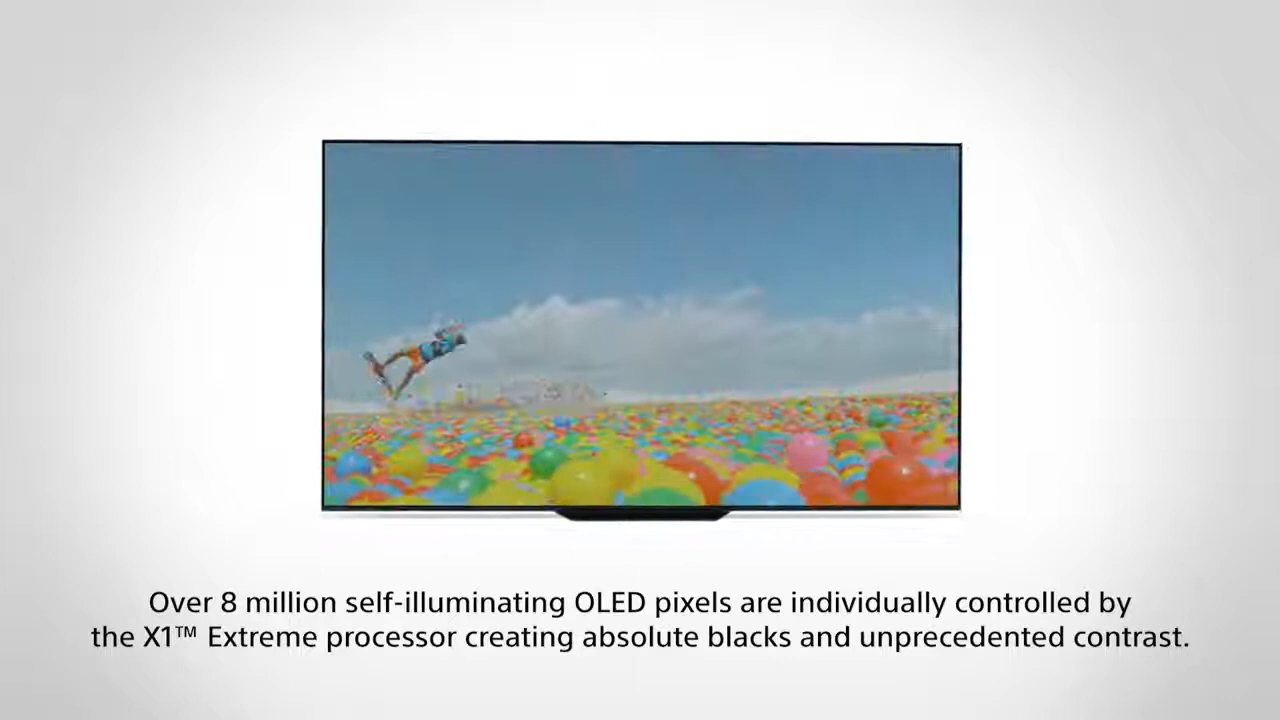 Over 8 million self-illuminating OLED pixels are individually controlled by
the X1™ Extreme processor creating absolute blacks and unprecedented contrast.